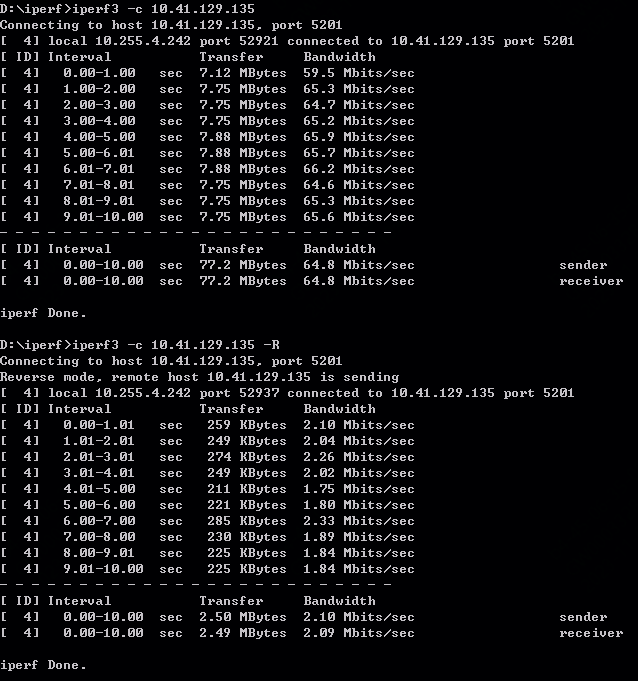 D:\iperf>iperf3 -c 10.41.129.135
Connecting to host 10.41.129.135, port 5201
[  4] local 10.255.4.242 port 52921 connected to 10.41.129.135 port 5201
[ ID] Interval           Transfer     Bandwidth
[  4]   0.00-1.00   sec  7.12 MBytes  59.5 Mbits/sec
[  4]   1.00-2.00   sec  7.75 MBytes  65.3 Mbits/sec
[  4]   2.00-3.00   sec  7.75 MBytes  64.7 Mbits/sec
[  4]   3.00-4.00   sec  7.75 MBytes  65.2 Mbits/sec
[  4]   4.00-5.00   sec  7.88 MBytes  65.9 Mbits/sec
[  4]   5.00-6.01   sec  7.88 MBytes  65.7 Mbits/sec
[  4]   6.01-7.01   sec  7.88 MBytes  66.2 Mbits/sec
[  4]   7.01-8.01   sec  7.75 MBytes  64.6 Mbits/sec
[  4]   8.01-9.01   sec  7.75 MBytes  65.3 Mbits/sec
[  4]   9.01-10.00  sec  7.75 MBytes  65.6 Mbits/sec
- - - - - - - - - - - - - - - - - - - - - - - - -
[ ID] Interval           Transfer     Bandwidth
[  4]   0.00-10.00  sec  77.2 MBytes  64.8 Mbits/sec                  sender
[  4]   0.00-10.00  sec  77.2 MBytes  64.8 Mbits/sec                  receiver
iperf Done.
D:\iperf>iperf3 -c 10.41.129.135 -R
Connecting to host 10.41.129.135, port 5201
Reverse mode, remote host 10.41.129.135 is sending
[  4] local 10.255.4.242 port 52937 connected to 10.41.129.135 port 5201
[ ID] Interval           Transfer     Bandwidth
[  4]   0.00-1.01   sec   259 KBytes  2.10 Mbits/sec
[  4]   1.01-2.01   sec   249 KBytes  2.04 Mbits/sec
[  4]   2.01-3.01   sec   274 KBytes  2.26 Mbits/sec
[  4]   3.01-4.01   sec   249 KBytes  2.02 Mbits/sec
[  4]   4.01-5.00   sec   211 KBytes  1.75 Mbits/sec
[  4]   5.00-6.00   sec   221 KBytes  1.80 Mbits/sec
[  4]   6.00-7.00   sec   285 KBytes  2.33 Mbits/sec
[  4]   7.00-8.00   sec   230 KBytes  1.89 Mbits/sec
[  4]   8.00-9.01   sec   225 KBytes  1.84 Mbits/sec
[  4]   9.01-10.00  sec   225 KBytes  1.84 Mbits/sec
- - - - - - - - - - - - - - - - - - - - - - - - -
[ ID] Interval           Transfer     Bandwidth
[  4]   0.00-10.00  sec  2.50 MBytes  2.10 Mbits/sec                  sender
[  4]   0.00-10.00  sec  2.49 MBytes  2.09 Mbits/sec                  receiver
iperf Done.